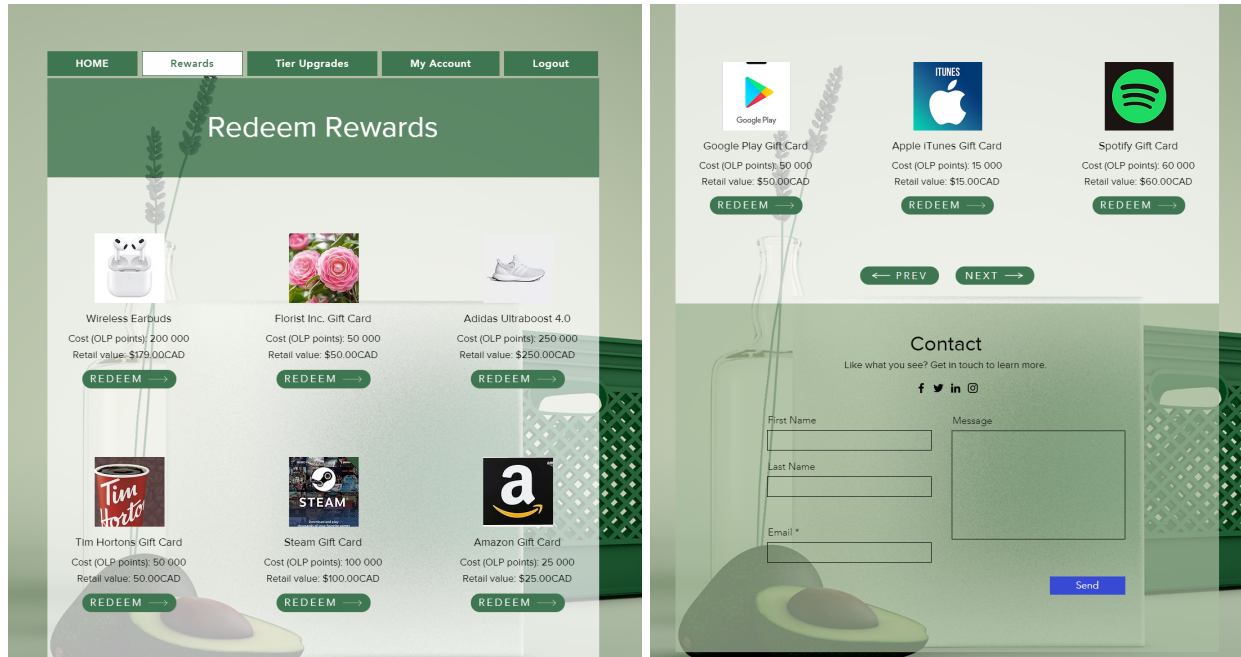 HOME Rewards Tier Upgrades My Account Logout
Redeem Rewards
Wireless Earbuds
Cost (OLP points): 200 000
Retail value: $179.00CAD
REDEEM
Florist Inc. Gift Card
Cost (OLP points): 50 000
Retail value: $50.00CAD
REDEEM
Adidas Ultraboost 4.0
Cost (OLP points): 250 000
Retail value: $250.00CAD
REDEEM
Tim
Horto
Tim Hortons Gift Card
Cost (OLP points): 50 000
Retail value: 50.00CAD
REDEEM
STEAM
Steam Gift Card
Cost (OLP points): 100 000
Retail value: $100.00CAD
REDEEM
a
Amazon Gift Card
Cost (OLP points): 25 000
Retail value: $25.00CAD
REDEEM
Google Play
Google Play Gift Card
Cost (OLP points): 50 000
Retail value: $50.00CAD
REDEEM
ITUNES
Apple iTunes Gift Card
Cost (OLP points): 15 000
Retail value: $15.00CAD
REDEEM
Spotify Gift Card
Cost (OLP points): 60 000
Retail value: $60.00CAD
REDEEM
PREV NEXT
Contact
Like what you see? Get in touch to learn more.
First Name
Last Name
Email *
Message
Send